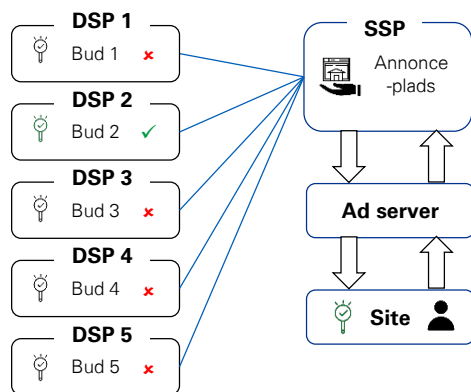 DSP 1
Bud 1
DSP 2
Bud 2
DSP 3
Bud 3
DSP 4
Bud 4
DSP 5
Bud 5
SSP
Annonce
-plads
Ad server
Site